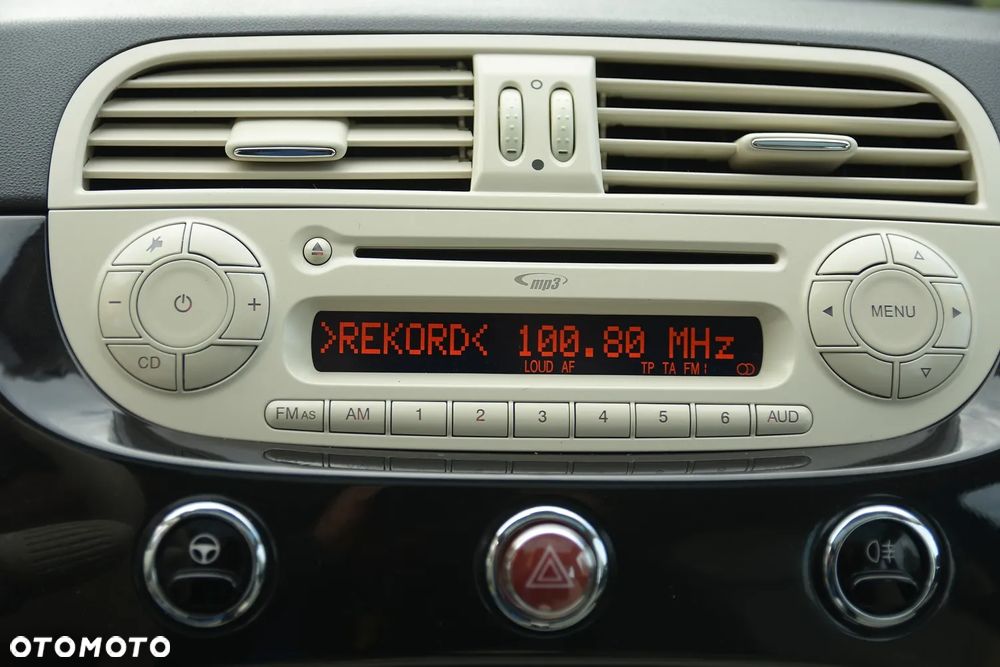 mp3
>REKORD< 100.80 MHz
LOUD AF TP TA FM1
MENU
CD
FM AS AM 1 2 3 4 5 6 AUD
OTOMOTO